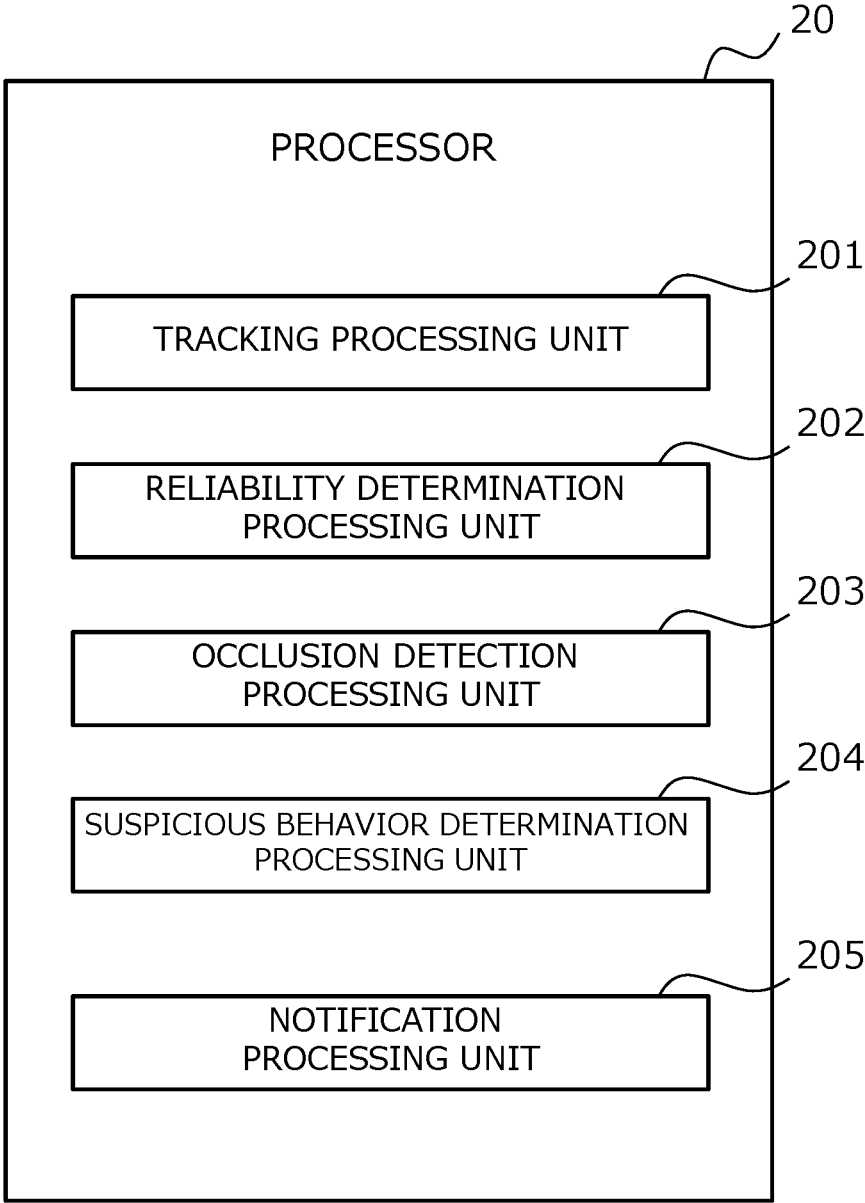 20
PROCESSOR
201
TRACKING PROCESSING UNIT
202
RELIABILITY DETERMINATION
PROCESSING UNIT
203
OCCLUSION DETECTION
PROCESSING UNIT
204
SUSPICIOUS BEHAVIOR DETERMINATION
PROCESSING UNIT
205
NOTIFICATION
PROCESSING UNIT